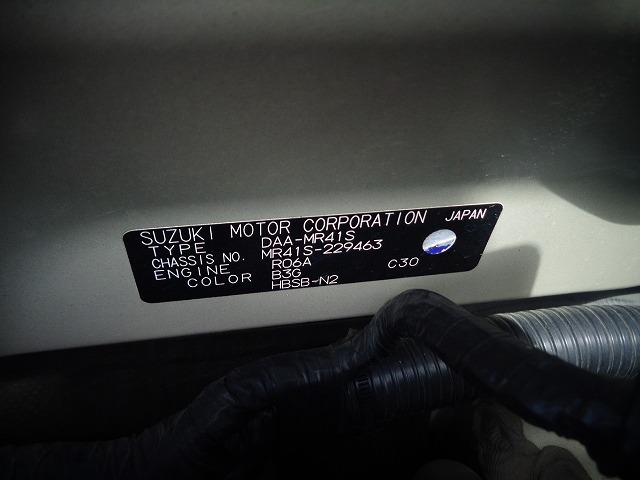 SUZUKI MOTOR CORPORATION JAPAN
TYPE DAA-MR41S
CHASSIS NO. MR41S-229463
ENGINE R06A C30
COLOR B3G
HBSB-N2